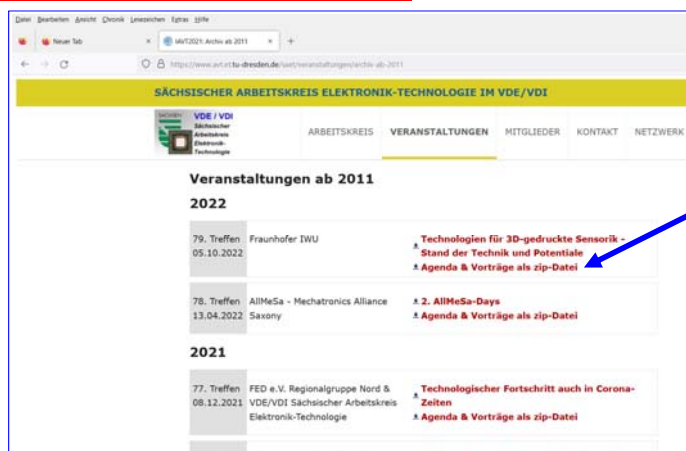 Datei Bearbeiten Ansicht Chronik Lesezeichen Extras Hilfe
Neuer Tab × IAVT2021: Archiv ab 2011 × +
https://www.avt.et.tu-dresden.de/saet/veranstaltungen/archiv-ab-2011
SÄCHSISCHER ARBEITSKREIS ELEKTRONIK-TECHNOLOGIE IM VDE/VDI
SACHSEN
VDE / VDI
Sächsischer
Arbeitskreis
Elektronik-
Technologie
ARBEITSKREIS VERANSTALTUNGEN MITGLIEDER KONTAKT NETZWERK
Veranstaltungen ab 2011
2022
79. Treffen Fraunhofer IWU Technologien für 3D-gedruckte Sensorik -
05.10.2022 Stand der Technik und Potentiale
Agenda & Vorträge als zip-Datei
78. Treffen AllMeSa - Mechatronics Alliance 2. AllMeSa-Days
13.04.2022 Saxony Agenda & Vorträge als zip-Datei
2021
77. Treffen FED e.V. Regionalgruppe Nord & Technologischer Fortschritt auch in Corona-
08.12.2021 VDE/VDI Sächsischer Arbeitskreis Zeiten
Elektronik-Technologie Agenda & Vorträge als zip-Datei